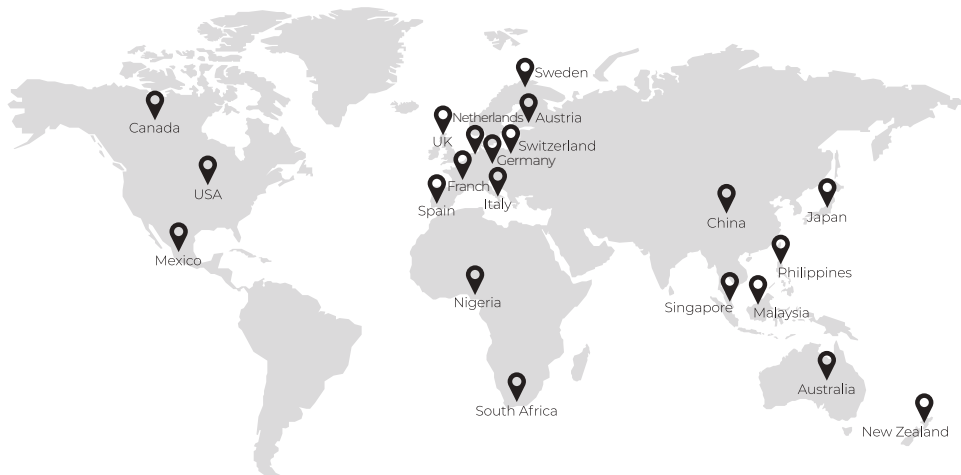 Sweden
Canada
Netherlands
Austria
UK
Switzerland
Germany
USA
Franch
Italy
Spain
China
Japan
Mexico
Philippines
Nigeria
Singapore
Malaysia
Australia
South Africa
New Zealand